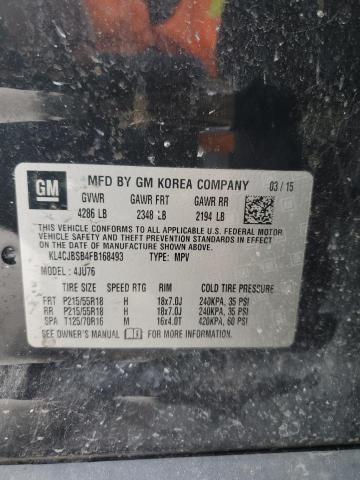 GM
MFD BY GM KOREA COMPANY 03/15
GVWR GAWR FRT GAWR RR
4286 LB 2348 LB 2194 LB
THIS VEHICLE CONFORMS TO ALL APPLICABLE U.S. FEDERAL MOTOR
VEHICLE SAFETY AND THEFT PREVENTION STANDARDS IN EFFECT ON THE
DATE OF MANUFACTURE SHOWN ABOVE.
KL4CJBSB4FB168493 TYPE: MPV
MODEL: 4JU76
TIRE SIZE SPEED RTG RIM COLD TIRE PRESSURE
FRT P215/55R18 H 18x7.0J 240KPA, 35 PSI
RR P215/55R18 H 18x7.0J 240KPA, 35 PSI
SPA T125/70R16 M 16x4.0T 420KPA, 60 PSI
SEE OWNER'S MANUAL FOR MORE INFORMATION.